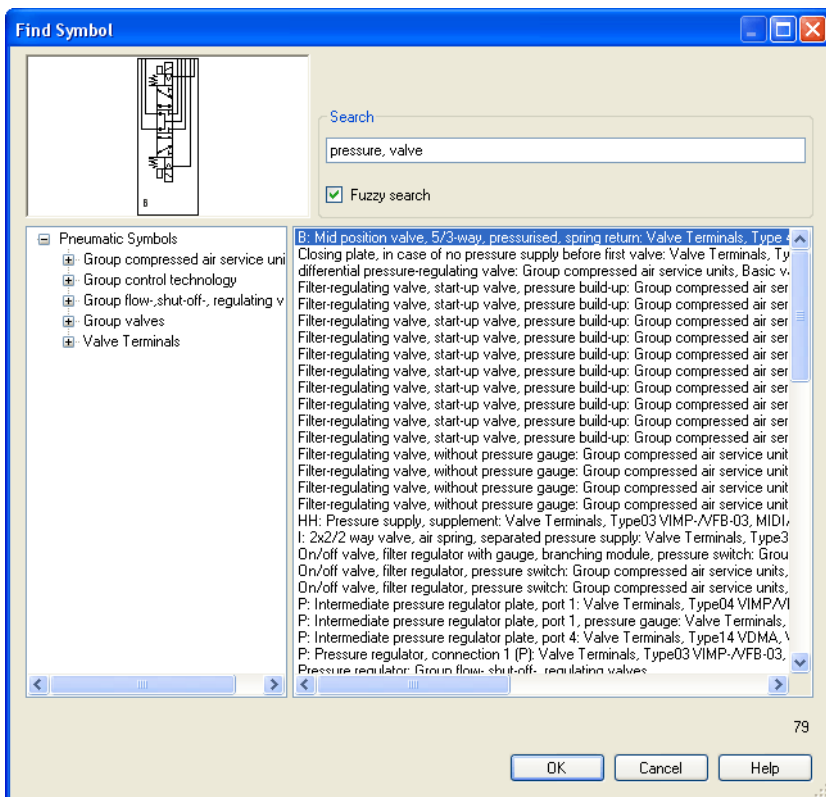 Find Symbol
B
Search
pressure, valve
Fuzzy search
Pneumatic Symbols
Group compressed air service uni
Group control technology
Group flow-,shut-off-, regulating v
Group valves
Valve Terminals
B: Mid position valve, 5/3-way, pressurised, spring return: Valve Terminals, Type 4
Closing plate, in case of no pressure supply before first valve: Valve Terminals, Ty
differential pressure-regulating valve: Group compressed air service units, Basic v
Filter-regulating valve, start-up valve, pressure build-up: Group compressed air ser
Filter-regulating valve, start-up valve, pressure build-up: Group compressed air ser
Filter-regulating valve, start-up valve, pressure build-up: Group compressed air ser
Filter-regulating valve, start-up valve, pressure build-up: Group compressed air ser
Filter-regulating valve, start-up valve, pressure build-up: Group compressed air ser
Filter-regulating valve, start-up valve, pressure build-up: Group compressed air ser
Filter-regulating valve, start-up valve, pressure build-up: Group compressed air ser
Filter-regulating valve, start-up valve, pressure build-up: Group compressed air ser
Filter-regulating valve, start-up valve, pressure build-up: Group compressed air ser
Filter-regulating valve, start-up valve, pressure build-up: Group compressed air ser
Filter-regulating valve, without pressure gauge: Group compressed air service unit
Filter-regulating valve, without pressure gauge: Group compressed air service unit
Filter-regulating valve, without pressure gauge: Group compressed air service unit
Filter-regulating valve, without pressure gauge: Group compressed air service unit
HH: Pressure supply, supplement: Valve Terminals, Type03 VIMP-/VFB-03, MIDI/
I: 2x2/2 way valve, air spring, separated pressure supply: Valve Terminals, Type3
On/off valve, filter regulator with gauge, branching module, pressure switch: Grou
On/off valve, filter regulator, pressure switch: Group compressed air service units,
On/off valve, filter regulator, pressure switch: Group compressed air service units,
P: Intermediate pressure regulator plate, port 1: Valve Terminals, Type04 VIMP/VI
P: Intermediate pressure regulator plate, port 1, pressure gauge: Valve Terminals,
P: Intermediate pressure regulator plate, port 4: Valve Terminals, Type14 VDMA, V
P: Pressure regulator, connection 1 (P): Valve Terminals, Type03 VIMP-/VFB-03,
Pressure regulator: Group flow-, shut-off-, regulating valves
79
OK
Cancel
Help